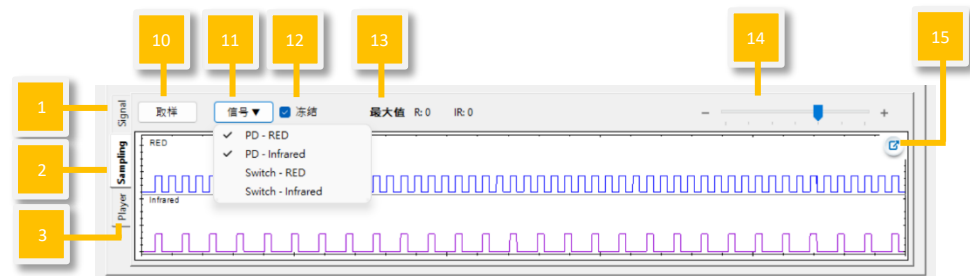 10
11
12
13
14
15
1
2
3
Signal
Sampling
Player
取样
信号▼
冻结
最大值 R: 0 IR: 0
− +
RED
✓ PD - RED
✓ PD - Infrared
Switch - RED
Switch - Infrared
Infrared